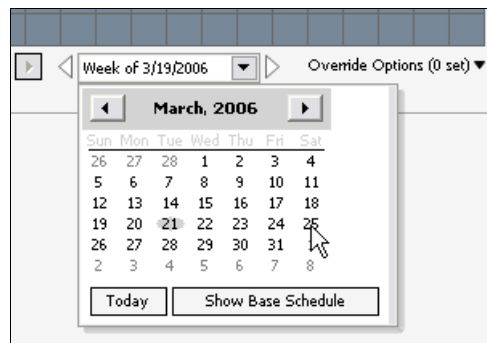 Week of 3/19/2006 Override Options (0 set)
March, 2006
Sun Mon Tue Wed Thu Fri Sat
26 27 28 1 2 3 4
5 6 7 8 9 10 11
12 13 14 15 16 17 18
19 20 21 22 23 24 25
26 27 28 29 30 31 1
2 3 4 5 6 7 8
Today Show Base Schedule